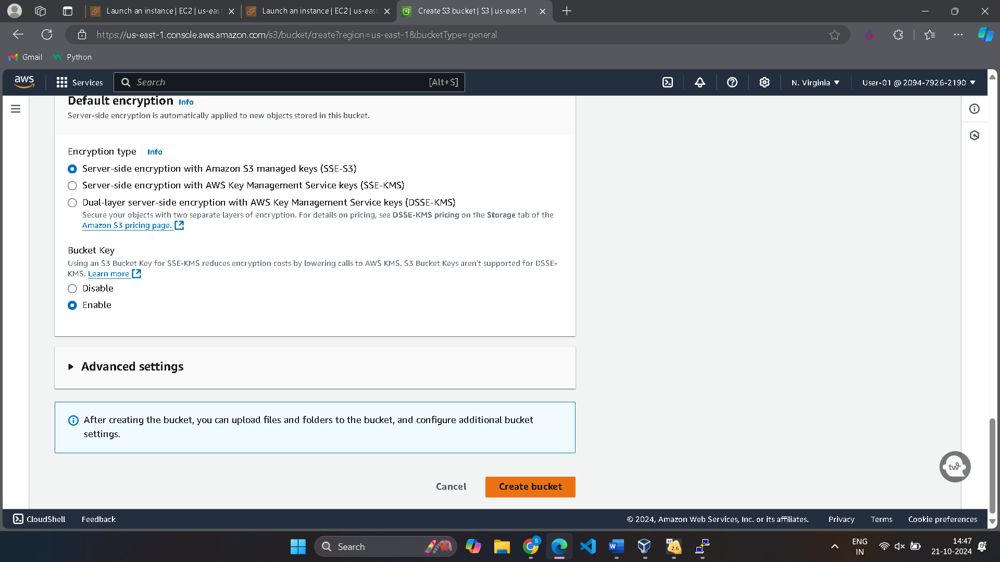 Launch an instance | EC2 | us-east
Launch an instance | EC2 | us-east
Create S3 bucket | S3 | us-east-1
https://us-east-1.console.aws.amazon.com/s3/bucket/create?region=us-east-1&bucketType=general
Gmail
Python
aws
Services
Search
[Alt+S]
N. Virginia
User-01 @ 2094-7926-2190
Default encryption Info
Server-side encryption is automatically applied to new objects stored in this bucket.
Encryption type Info
Server-side encryption with Amazon S3 managed keys (SSE-S3)
Server-side encryption with AWS Key Management Service keys (SSE-KMS)
Dual-layer server-side encryption with AWS Key Management Service keys (DSSE-KMS)
Secure your objects with two separate layers of encryption. For details on pricing, see DSSE-KMS pricing on the Storage tab of the
Amazon S3 pricing page.
Bucket Key
Using an S3 Bucket Key for SSE-KMS reduces encryption costs by lowering calls to AWS KMS. S3 Bucket Keys aren't supported for DSSE-
KMS. Learn more
Disable
Enable
Advanced settings
After creating the bucket, you can upload files and folders to the bucket, and configure additional bucket
settings.
Cancel
Create bucket
CloudShell
Feedback
© 2024, Amazon Web Services, Inc. or its affiliates.
Privacy
Terms
Cookie preferences
Search
S
W
64
2.6
ENG
IN
14:47
21-10-2024